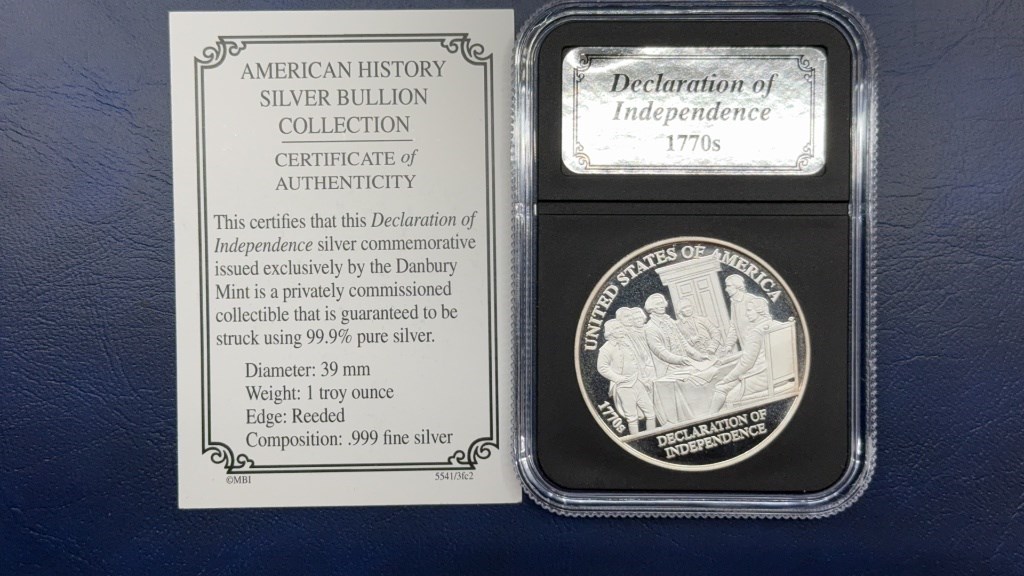 AMERICAN HISTORY
SILVER BULLION
COLLECTION
CERTIFICATE of
AUTHENTICITY
This certifies that this Declaration of
Independence silver commemorative
issued exclusively by the Danbury
Mint is a privately commissioned
collectible that is guaranteed to be
struck using 99.9% pure silver.
Diameter: 39 mm
Weight: 1 troy ounce
Edge: Reeded
Composition: .999 fine silver
©MBI
5541/3fc2
Declaration of
Independence
1770s
UNITED STATES OF AMERICA
1770s
DECLARATION OF
INDEPENDENCE